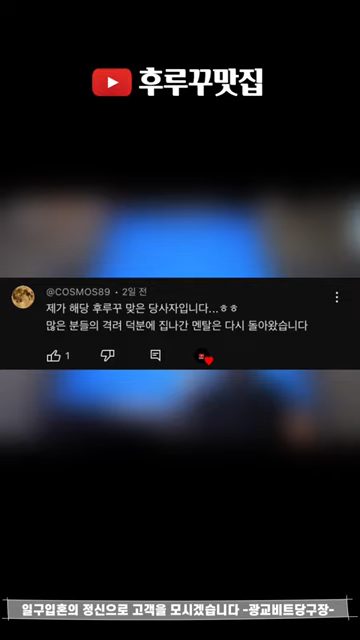 후루꾸맛집
@COSMOS89 • 2일 전
제가 해당 후루꾸 맞은 당사자입니다...ㅎㅎ
많은 분들의 격려 덕분에 집나간 멘탈은 다시 돌아왔습니다
1
일구입혼의 정신으로 고객을 모시겠습니다 -광교비트당구장-